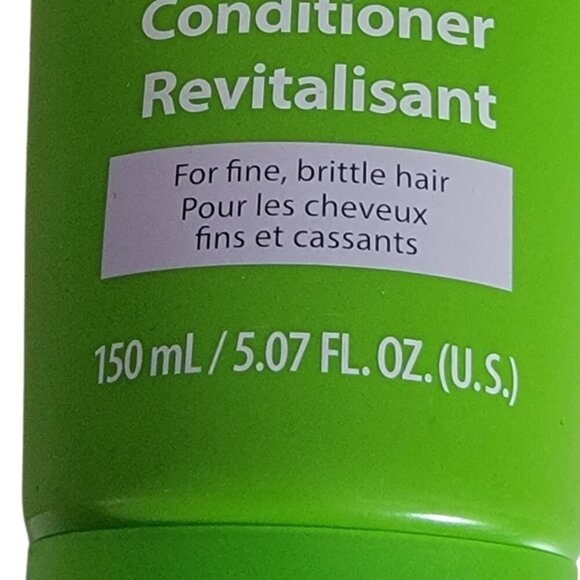 Conditioner
Revitalisant
For fine, brittle hair
Pour les cheveux
fins et cassants
150 mL / 5.07 FL. OZ. (U.S.)